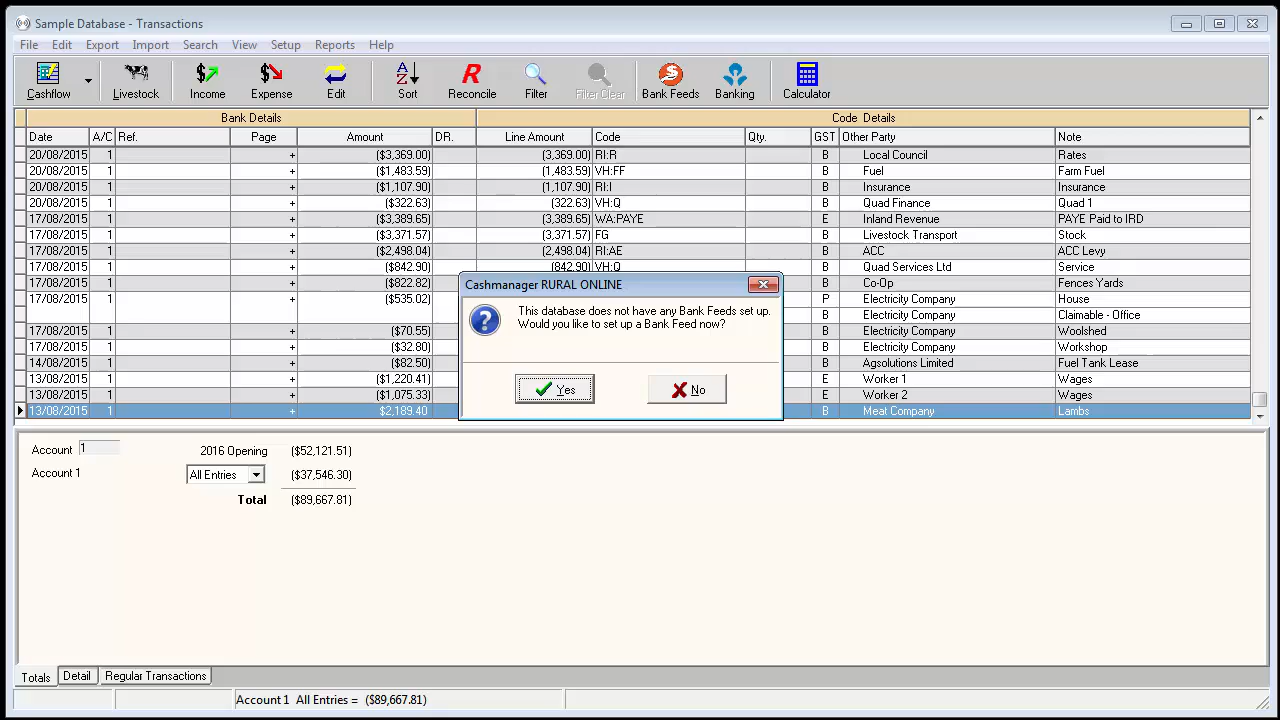 Sample Database - Transactions
File Edit Export Import Search View Setup Reports Help
Cashflow Livestock Income Expense Edit Sort Reconcile Filter Filter Clear Bank Feeds Banking Calculator
Bank Details Code Details
Date A/C Ref. Page Amount DR. Line Amount Code Qty. GST Other Party Note
20/08/2015 1 + ($3,369.00) (3,369.00) RI:R B Local Council Rates
20/08/2015 1 + ($1,483.59) (1,483.59) VH:FF B Fuel Farm Fuel
20/08/2015 1 + ($1,107.90) (1,107.90) RI:I B Insurance Insurance
20/08/2015 1 + ($322.63) (322.63) VH:Q B Quad Finance Quad 1
17/08/2015 1 + ($3,389.65) (3,389.65) WA:PAYE E Inland Revenue PAYE Paid to IRD
17/08/2015 1 + ($3,371.57) (3,371.57) FG B Livestock Transport Stock
17/08/2015 1 + ($2,498.04) (2,498.04) RI:AE B ACC ACC Levy
17/08/2015 1 + ($842.90) (842.90) VH:Q B Quad Services Ltd Service
17/08/2015 1 + ($822.82) B Co-Op Fences Yards
17/08/2015 1 + ($535.02) P Electricity Company House
B Electricity Company Claimable - Office
17/08/2015 1 + ($70.55) B Electricity Company Woolshed
17/08/2015 1 + ($32.80) B Electricity Company Workshop
14/08/2015 1 + ($82.50) B Agsolutions Limited Fuel Tank Lease
13/08/2015 1 + ($1,220.41) E Worker 1 Wages
13/08/2015 1 + ($1,075.33) E Worker 2 Wages
13/08/2015 1 + $2,189.40 B Meat Company Lambs
Cashmanager RURAL ONLINE
This database does not have any Bank Feeds set up.
Would you like to set up a Bank Feed now?
Yes No
Account 1 2016 Opening ($52,121.51)
Account 1 All Entries ($37,546.30)
Total ($89,667.81)
Totals Detail Regular Transactions
Account 1 All Entries = ($89,667.81)